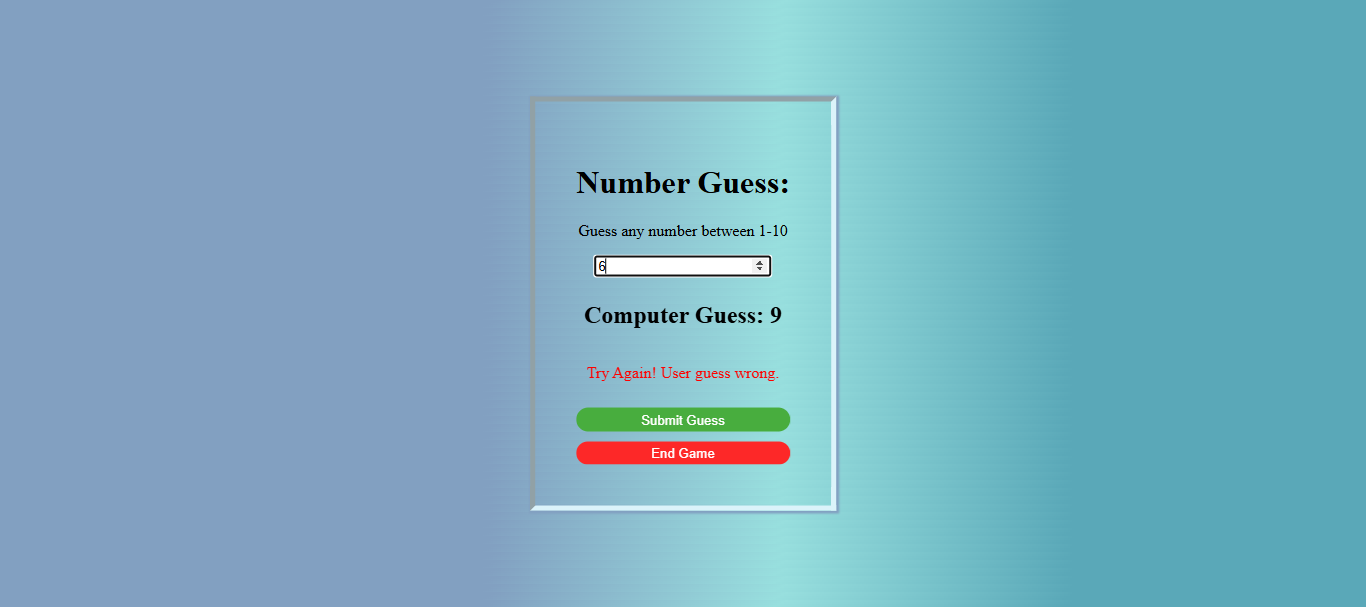 Number Guess:
Guess any number between 1-10
6
Computer Guess: 9
Try Again! User guess wrong.
Submit Guess
End Game